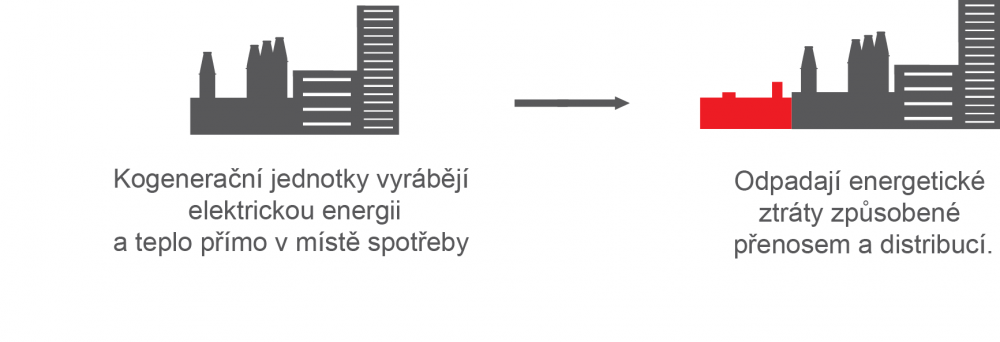 Kogenerační jednotky vyrábějí
elektrickou energii
a teplo přímo v místě spotřeby
Odpadají energetické
ztráty způsobené
přenosem a distribucí.